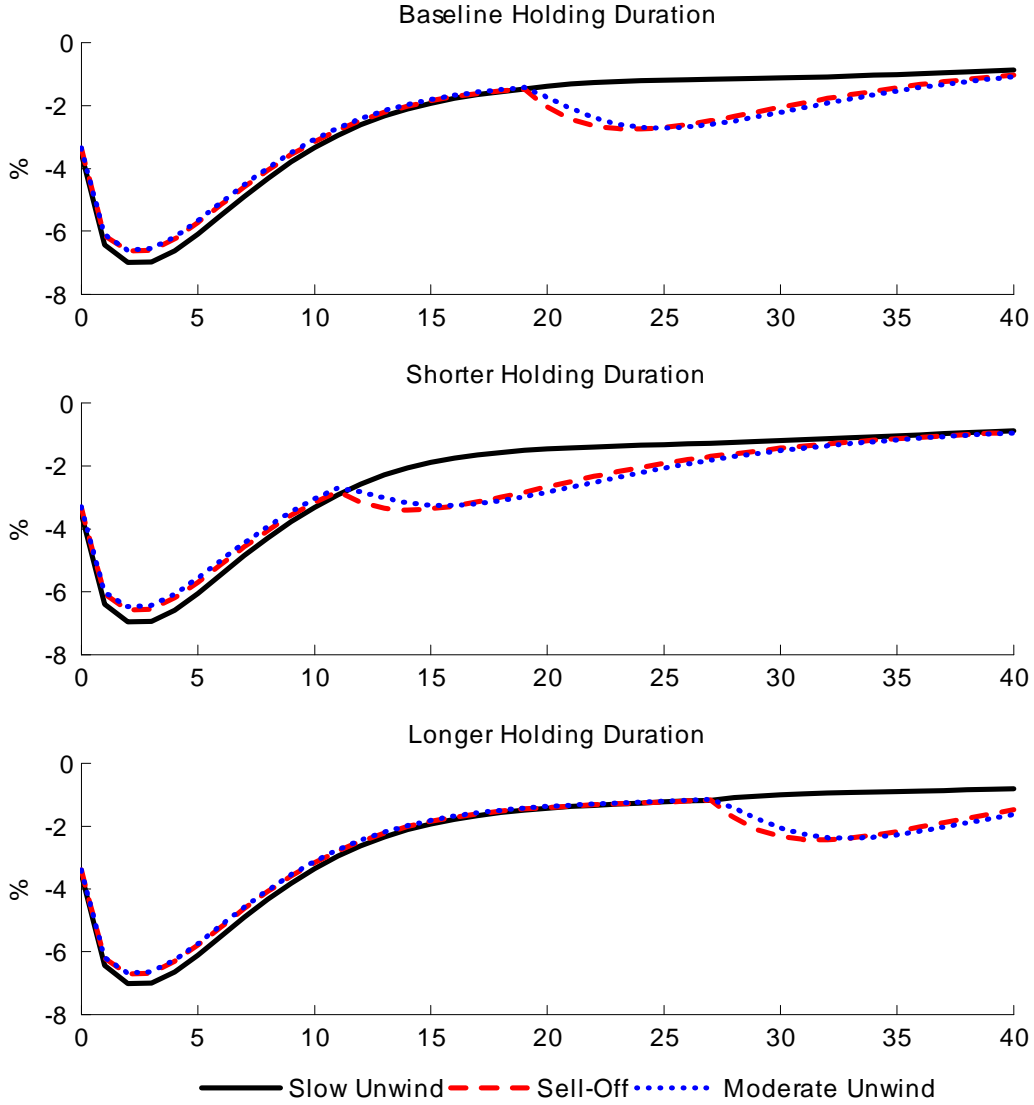 Baseline Holding Duration
0
-2
-4
-6
-8
%
0 5 10 15 20 25 30 35 40
Shorter Holding Duration
0
-2
-4
-6
-8
%
0 5 10 15 20 25 30 35 40
Longer Holding Duration
0
-2
-4
-6
-8
%
0 5 10 15 20 25 30 35 40
Slow Unwind Sell-Off Moderate Unwind